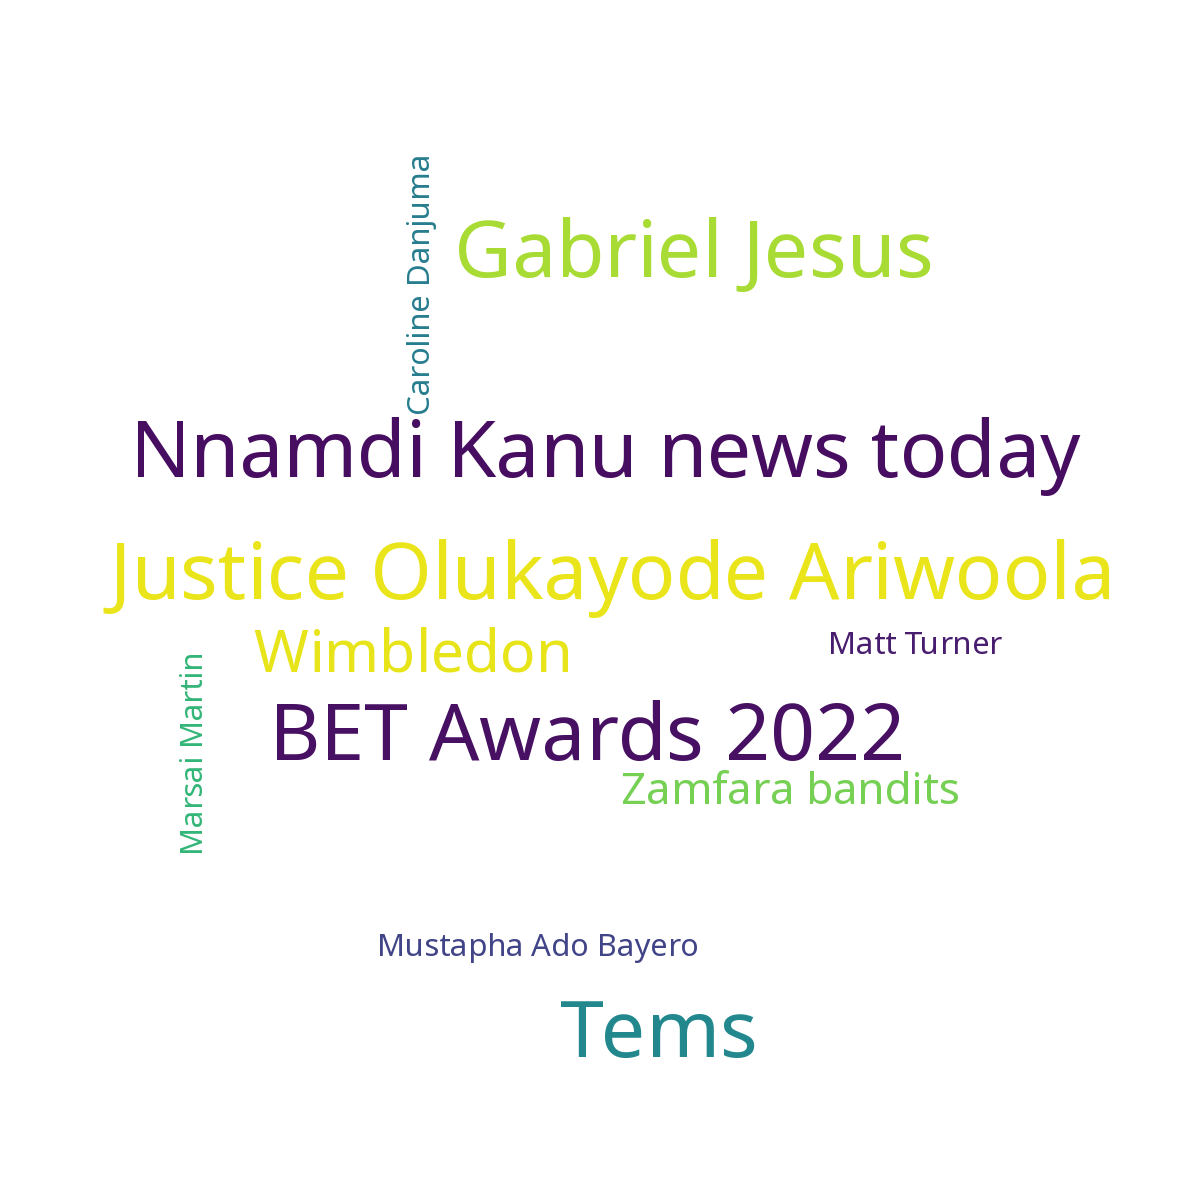 Caroline Danjuma
Gabriel Jesus
Nnamdi Kanu news today
Justice Olukayode Ariwoola
Wimbledon
Matt Turner
Marsai Martin
BET Awards 2022
Zamfara bandits
Mustapha Ado Bayero
Tems